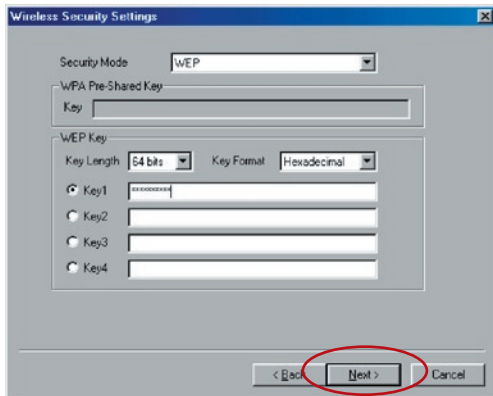 Wireless Security Settings
Security Mode WEP
WPA Pre-Shared Key
Key
WEP Key
Key Length 64 bits Key Format Hexadecimal
Key1 **********
Key2
Key3
Key4
< Back Next > Cancel